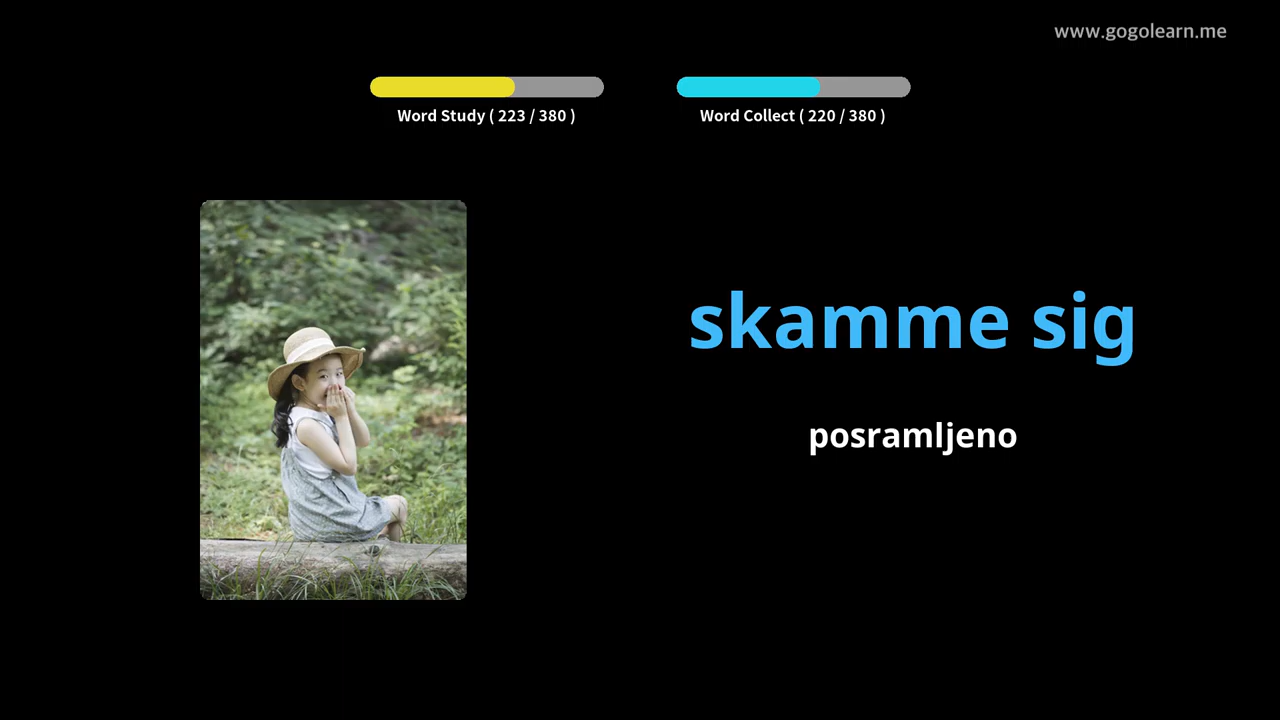 www.gogolearn.me
Word Study ( 223 / 380 )
Word Collect ( 220 / 380 )
skamme sig
posramljeno